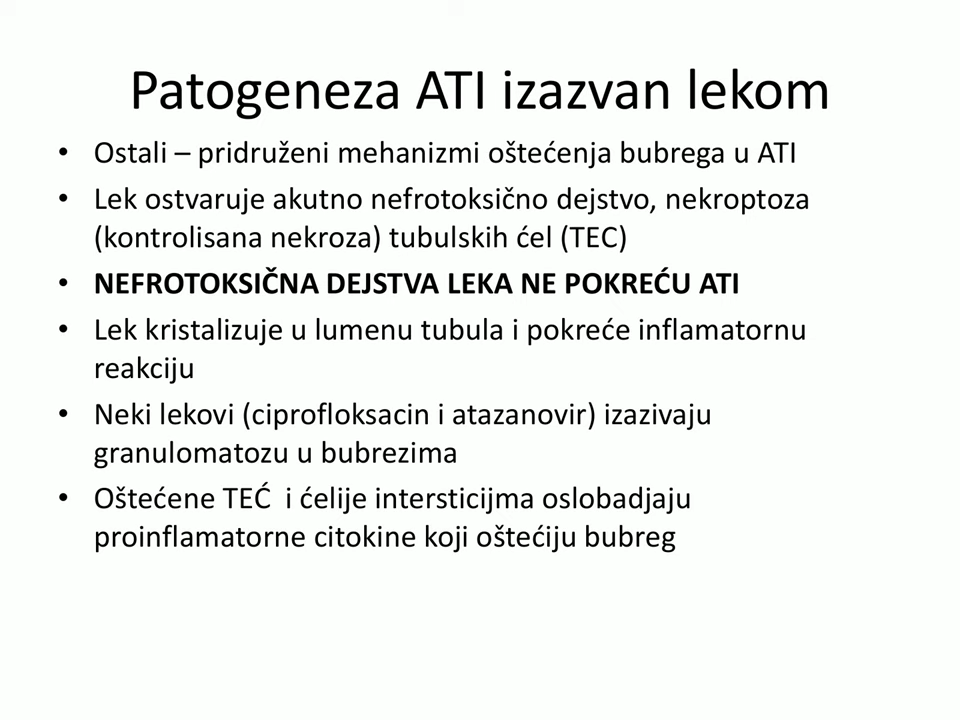 Patogeneza ATI izazvan lekom
• Ostali – pridruženi mehanizmi oštećenja bubrega u ATI
• Lek ostvaruje akutno nefrotoksično dejstvo, nekroptoza
(kontrolisana nekroza) tubulskih ćel (TEC)
• NEFROTOKSIČNA DEJSTVA LEKA NE POKREĆU ATI
• Lek kristalizuje u lumenu tubula i pokreće inflamatornu
reakciju
• Neki lekovi (ciprofloksacin i atazanovir) izazivaju
granulomatozu u bubrezima
• Oštećene TEĆ i ćelije intersticijma oslobadjaju
proinflamatorne citokine koji oštećiju bubreg